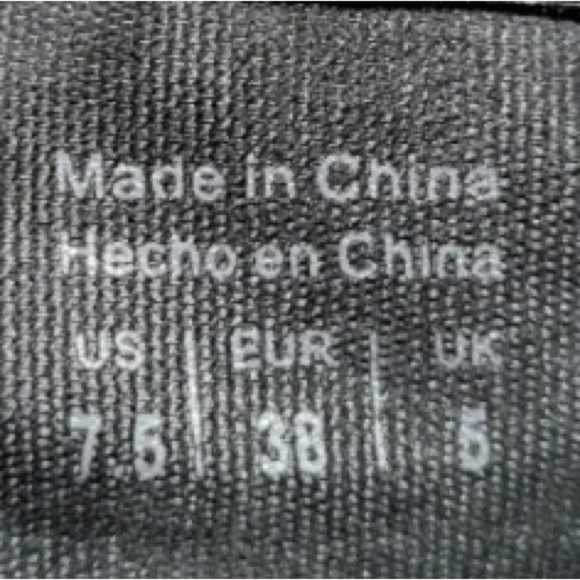 Made in China
Hecho en China
US | EUR | UK
7.5 | 38 | 5